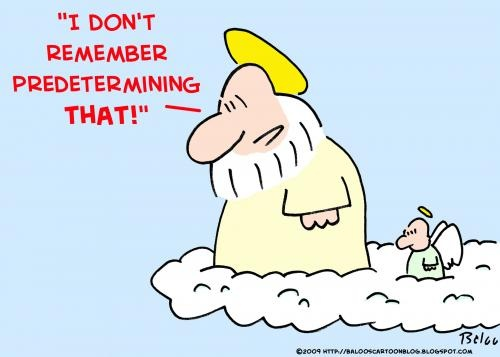 "I DON'T
REMEMBER
PREDETERMINING
THAT!"
Baloo
©2009 HTTP://BALOOSCARTOONBLOG.BLOGSPOT.COM